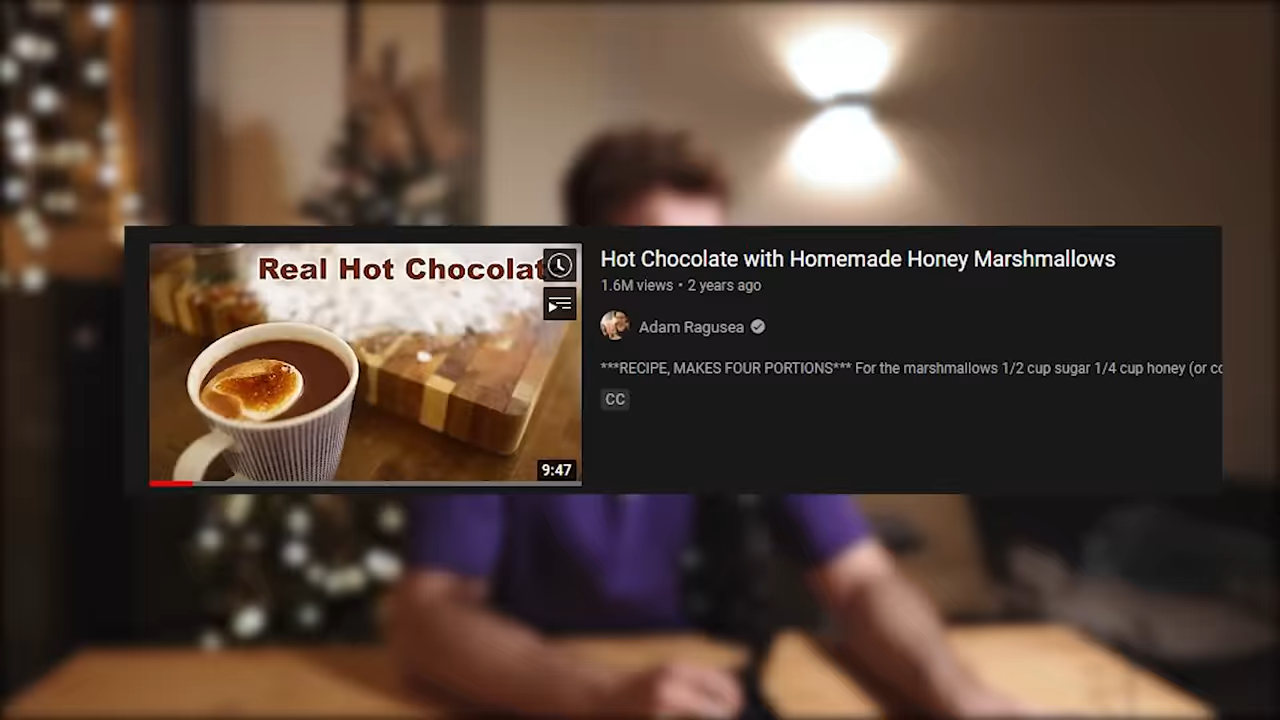 Real Hot Chocolat
9:47
Hot Chocolate with Homemade Honey Marshmallows
1.6M views • 2 years ago
Adam Ragusea
***RECIPE, MAKES FOUR PORTIONS*** For the marshmallows 1/2 cup sugar 1/4 cup honey (or co
CC